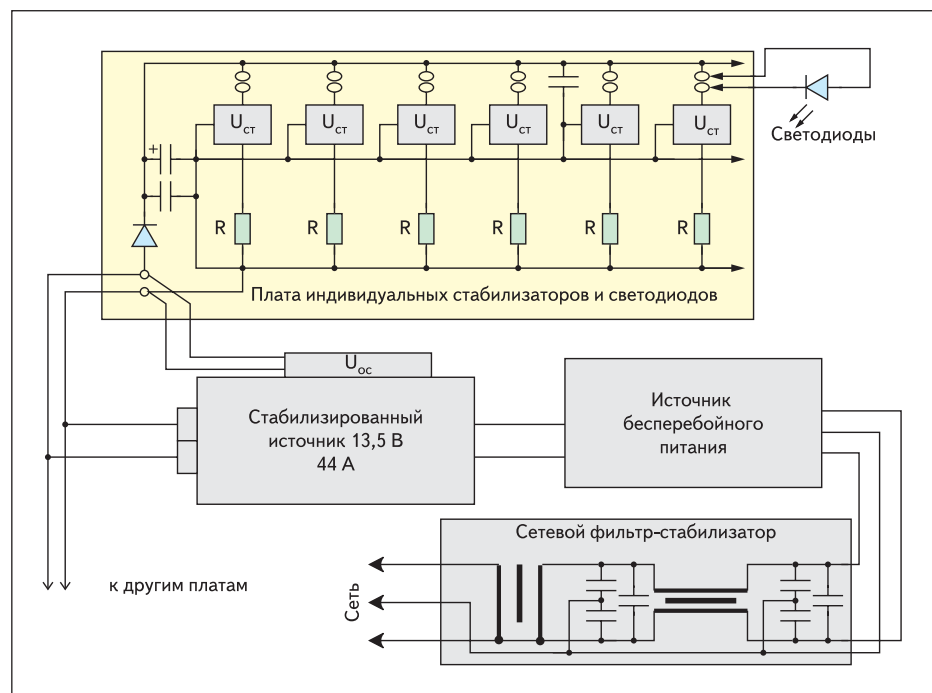 Uст Uст Uст Uст Uст Uст
Светодиоды
+
R R R R R R
Плата индивидуальных стабилизаторов и светодиодов
Uос
Стабилизированный
источник 13,5 В
44 А
Источник
бесперебойного
питания
Сетевой фильтр-стабилизатор
к другим платам
Сеть